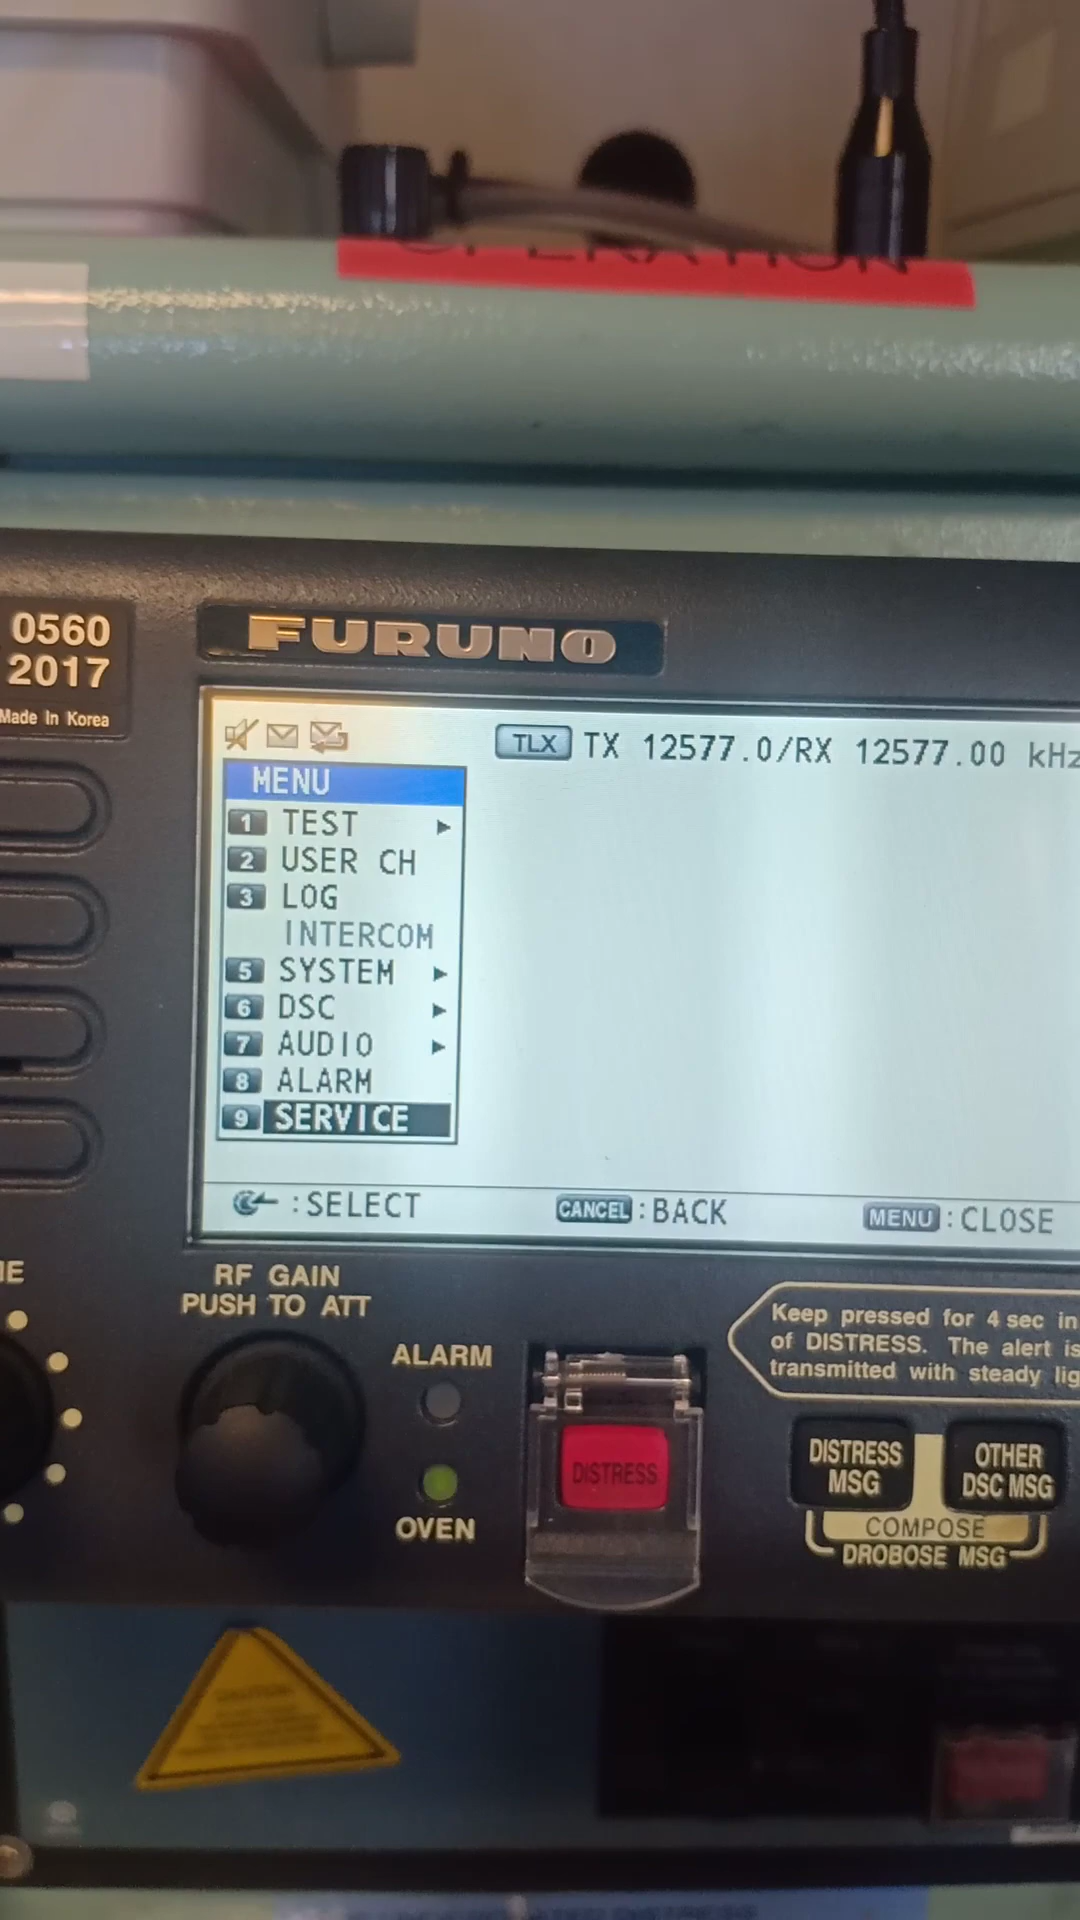 OPERATION
0560
2017
Made In Korea
FURUNO
TLX TX 12577.0/RX 12577.00 kHz
MENU
1 TEST ▶
2 USER CH
3 LOG
INTERCOM
5 SYSTEM ▶
6 DSC ▶
7 AUDIO ▶
8 ALARM
9 SERVICE
:SELECT
CANCEL :BACK
MENU :CLOSE
RF GAIN
PUSH TO ATT
ALARM
OVEN
DISTRESS
Keep pressed for 4 sec in
of DISTRESS. The alert is
transmitted with steady lig
DISTRESS
MSG
OTHER
DSC MSG
COMPOSE
DROBOSE MSG